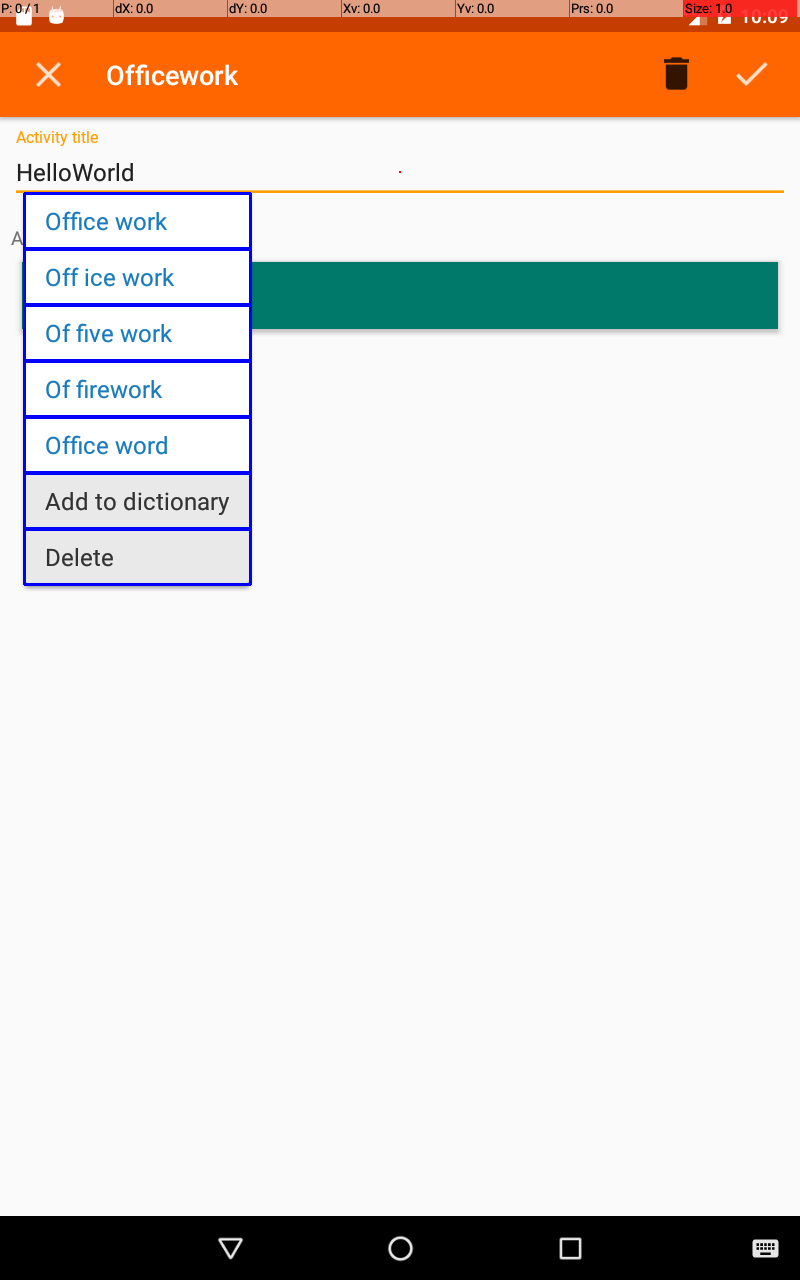 P: 0 / 1 dX: 0.0 dY: 0.0 Xv: 0.0 Yv: 0.0 Prs: 0.0 Size: 1.0
10:09
Officework
Activity title
HelloWorld
Office work
A
Off ice work
Of five work
Of firework
Office word
Add to dictionary
Delete